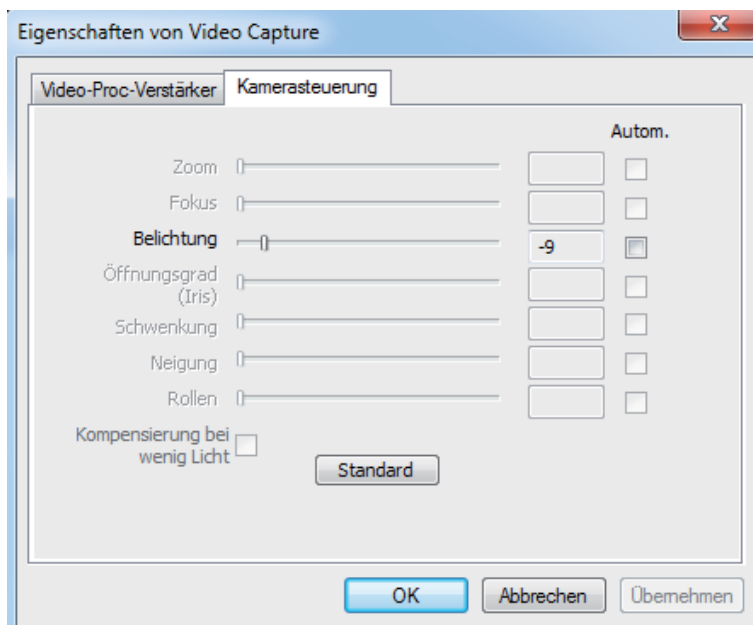 Eigenschaften von Video Capture
Video-Proc-Verstärker
Kamerasteuerung
Autom.
Zoom
Fokus
Belichtung -9
Öffnungsgrad
(Iris)
Schwenkung
Neigung
Rollen
Kompensierung bei
wenig Licht
Standard
OK Abbrechen Übernehmen